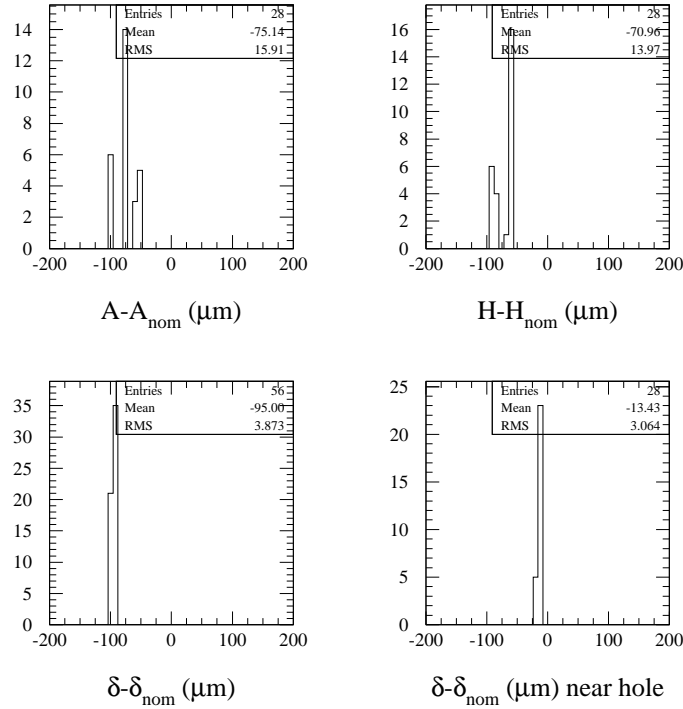 Entries 28
Mean -75.14
RMS 15.91
14
12
10
8
6
4
2
0
-200 -100 0 100 200
A-Anom (μm)
Entries 28
Mean -70.96
RMS 13.97
16
14
12
10
8
6
4
2
0
-200 -100 0 100 200
H-Hnom (μm)
Entries 56
Mean -95.00
RMS 3.873
35
30
25
20
15
10
5
0
-200 -100 0 100 200
δ-δnom (μm)
Entries 28
Mean -13.43
RMS 3.064
25
20
15
10
5
0
-200 -100 0 100 200
δ-δnom (μm) near hole